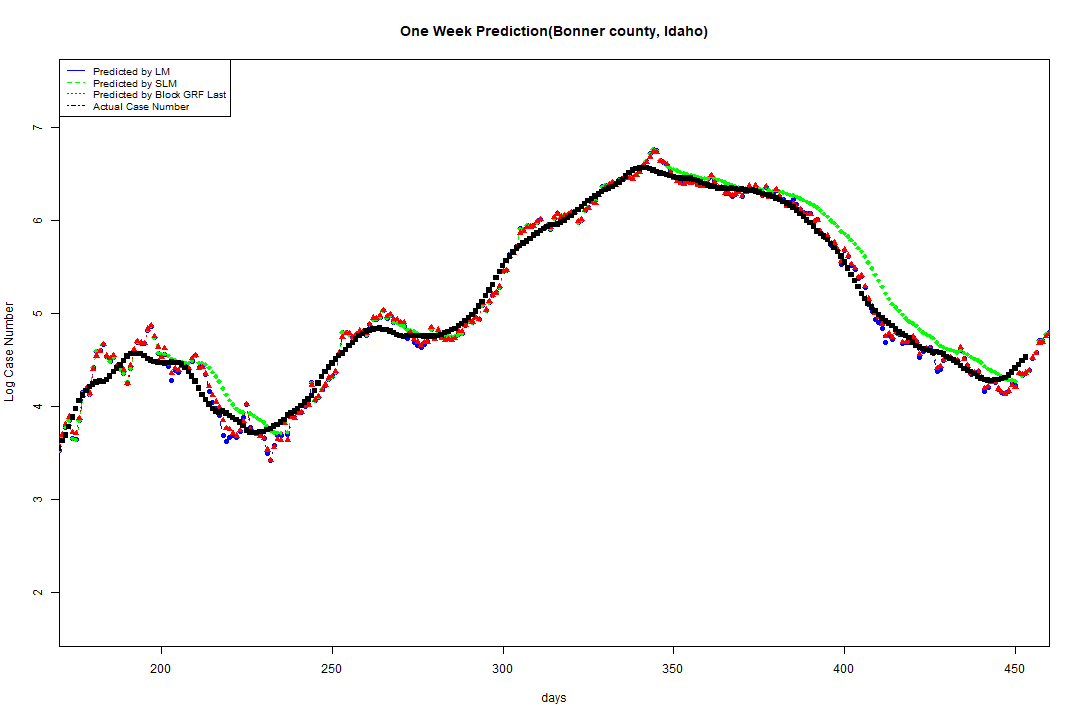 One Week Prediction(Bonner county, Idaho)
Predicted by LM
Predicted by SLM
Predicted by Block GRF Last
Actual Case Number
7
6
5
4
3
2
Log Case Number
200 250 300 350 400 450
days